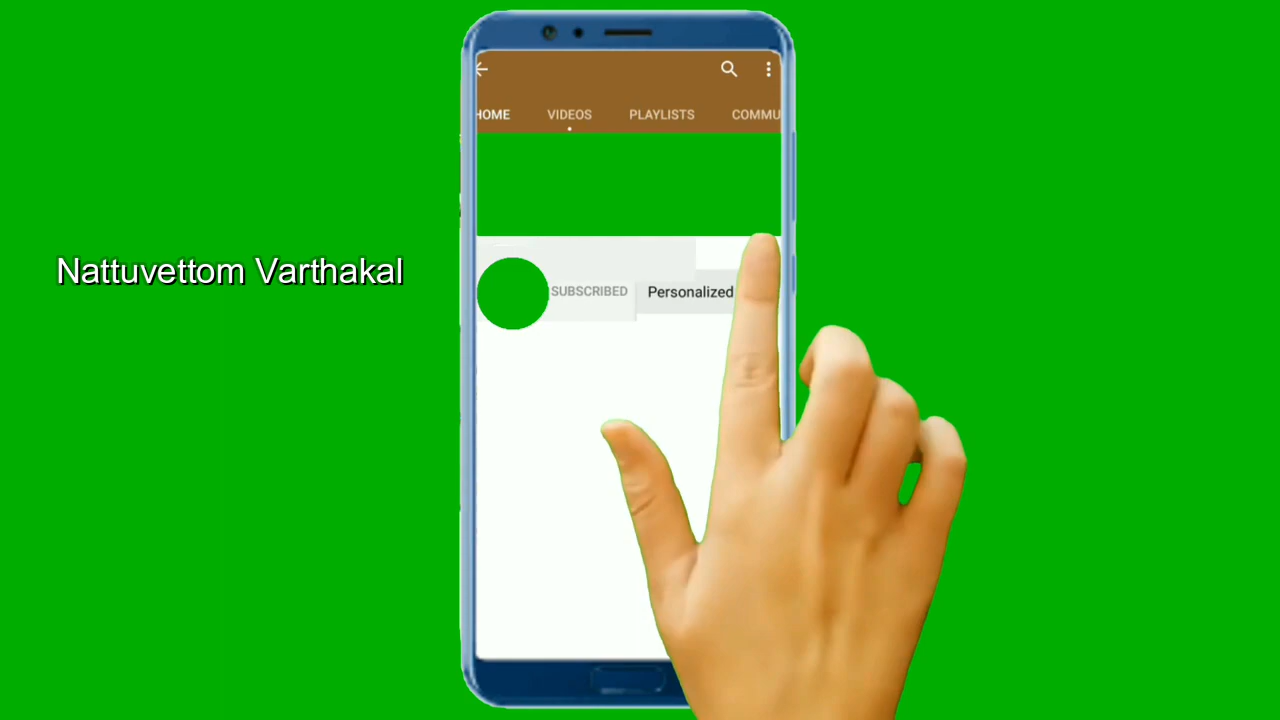 HOME VIDEOS PLAYLISTS COMMU
Nattuvettom Varthakal
SUBSCRIBED Personalized